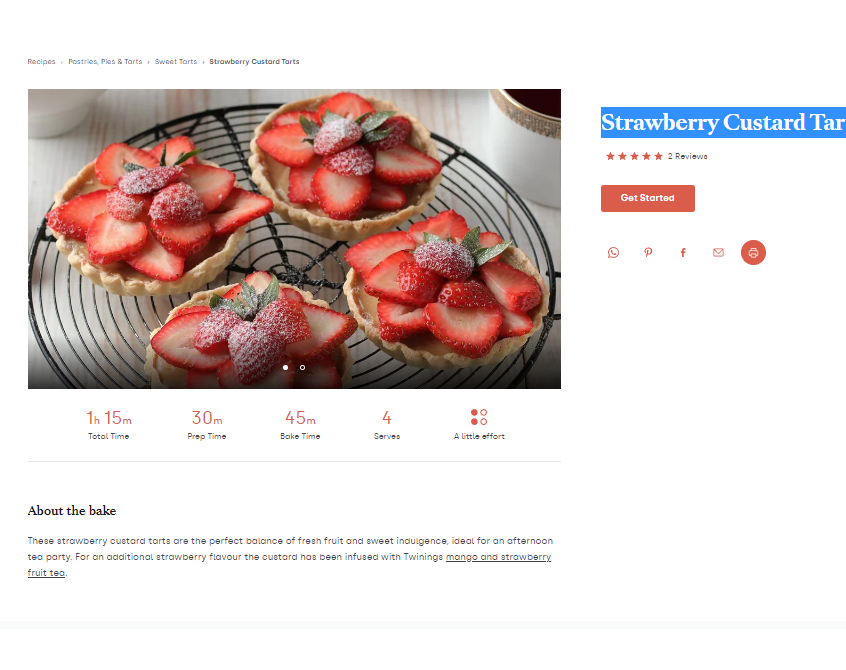 Recipes › Pastries, Pies & Tarts › Sweet Tarts › Strawberry Custard Tarts
Strawberry Custard Tar
2 Reviews
Get Started
1h 15m
Total Time
30m
Prep Time
45m
Bake Time
4
Serves
A little effort
About the bake
These strawberry custard tarts are the perfect balance of fresh fruit and sweet indulgence, ideal for an afternoon
tea party. For an additional strawberry flavour the custard has been infused with Twinings mango and strawberry
fruit tea.